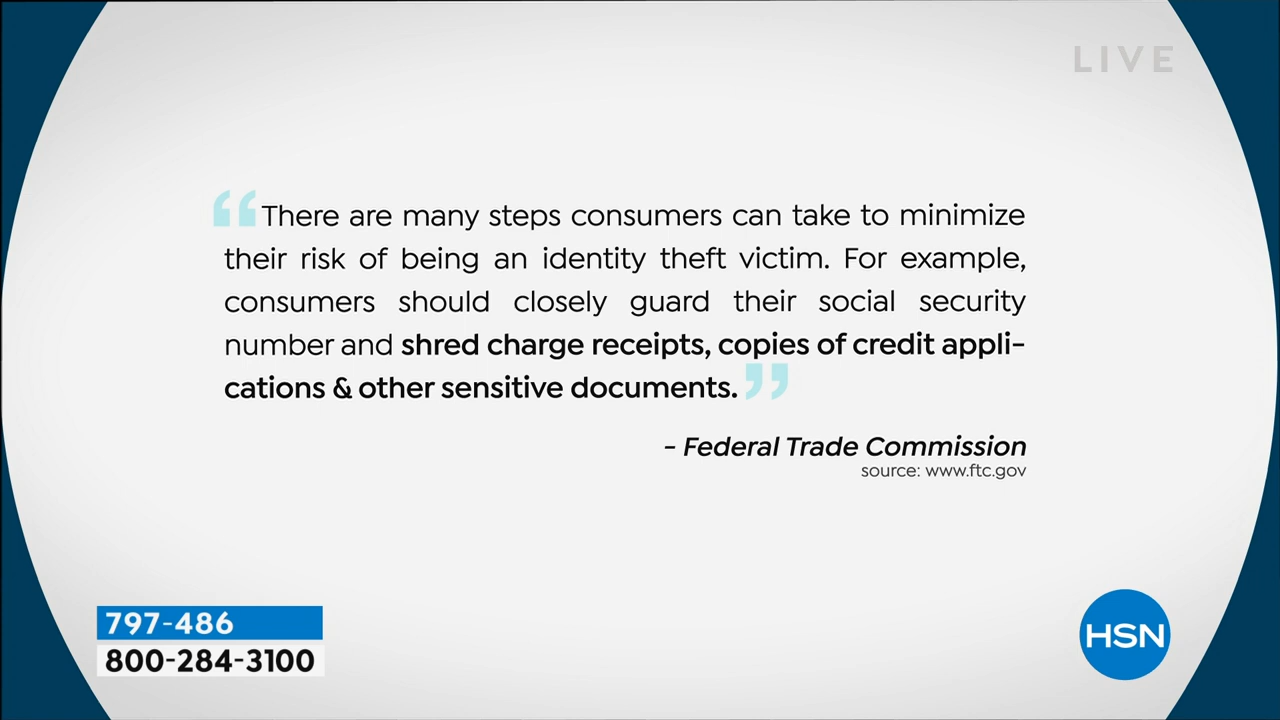 LIVE
“There are many steps consumers can take to minimize
their risk of being an identity theft victim. For example,
consumers should closely guard their social security
number and shred charge receipts, copies of credit appli-
cations & other sensitive documents.”
- Federal Trade Commission
source: www.ftc.gov
797-486
800-284-3100
HSN